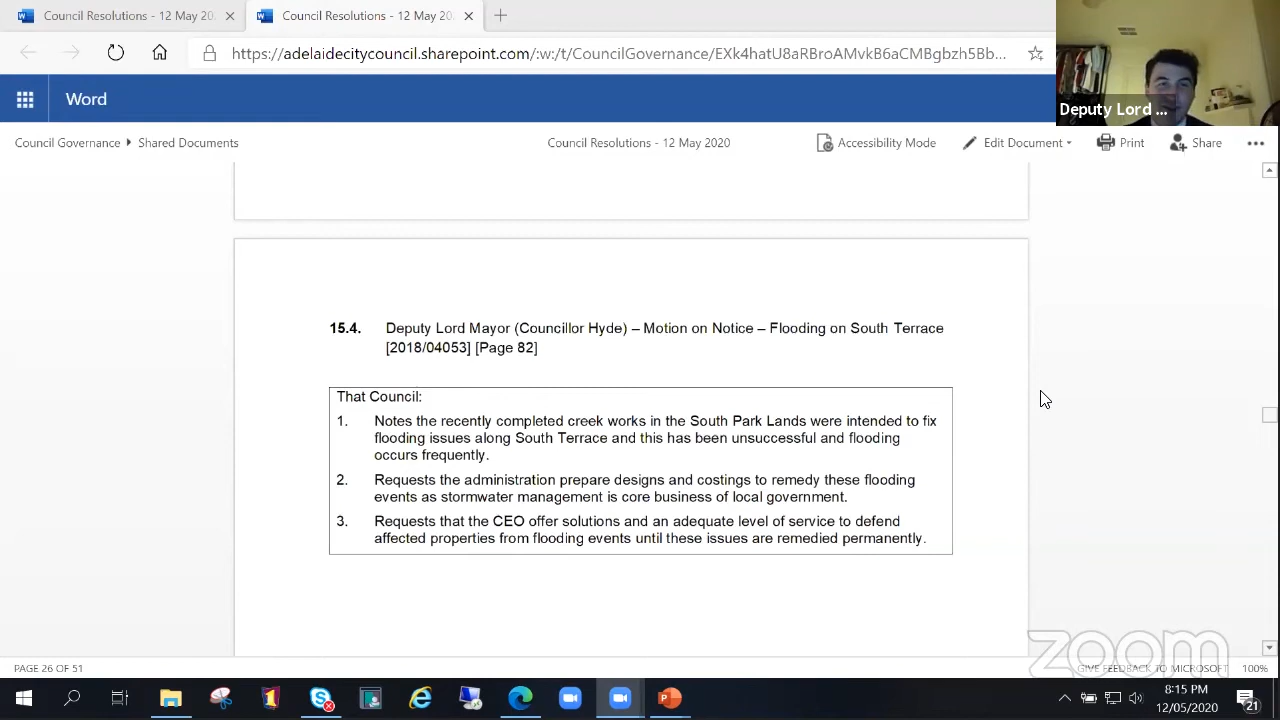 Council Resolutions - 12 May 20
Council Resolutions - 12 May 20
https://adelaidecitycouncil.sharepoint.com/:w:/t/CouncilGovernance/EXk4hatU8aRBroAMvkB6aCMBgbzh5Bb...
Deputy Lord ...
Word
Council Governance Shared Documents
Council Resolutions - 12 May 2020
Accessibility Mode
Edit Document
Print
Share
15.4. Deputy Lord Mayor (Councillor Hyde) – Motion on Notice – Flooding on South Terrace
[2018/04053] [Page 82]
That Council:
1. Notes the recently completed creek works in the South Park Lands were intended to fix
flooding issues along South Terrace and this has been unsuccessful and flooding
occurs frequently.
2. Requests the administration prepare designs and costings to remedy these flooding
events as stormwater management is core business of local government.
3. Requests that the CEO offer solutions and an adequate level of service to defend
affected properties from flooding events until these issues are remedied permanently.
zoom
PAGE 26 OF 51
GIVE FEEDBACK TO MICROSOFT 100%
8:15 PM
12/05/2020
21